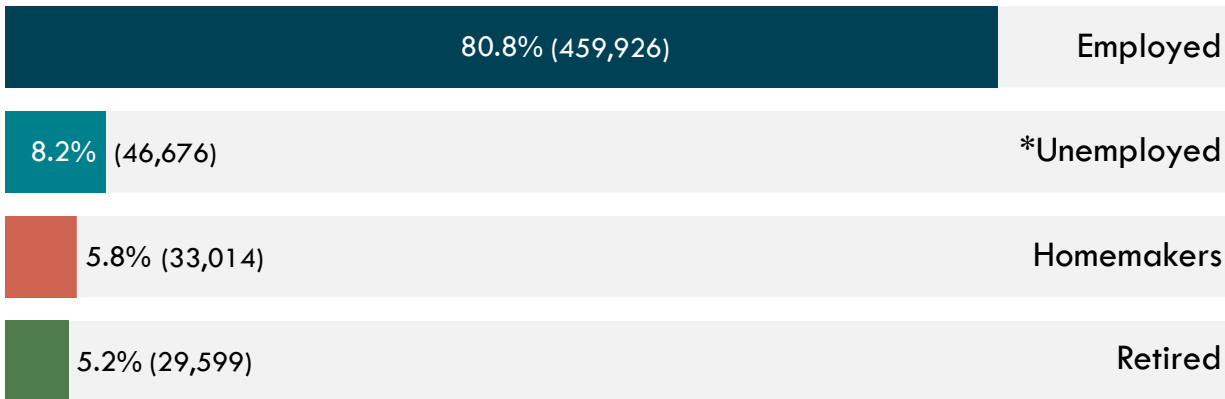 80.8% (459,926) Employed
8.2% (46,676) *Unemployed
5.8% (33,014) Homemakers
5.2% (29,599) Retired